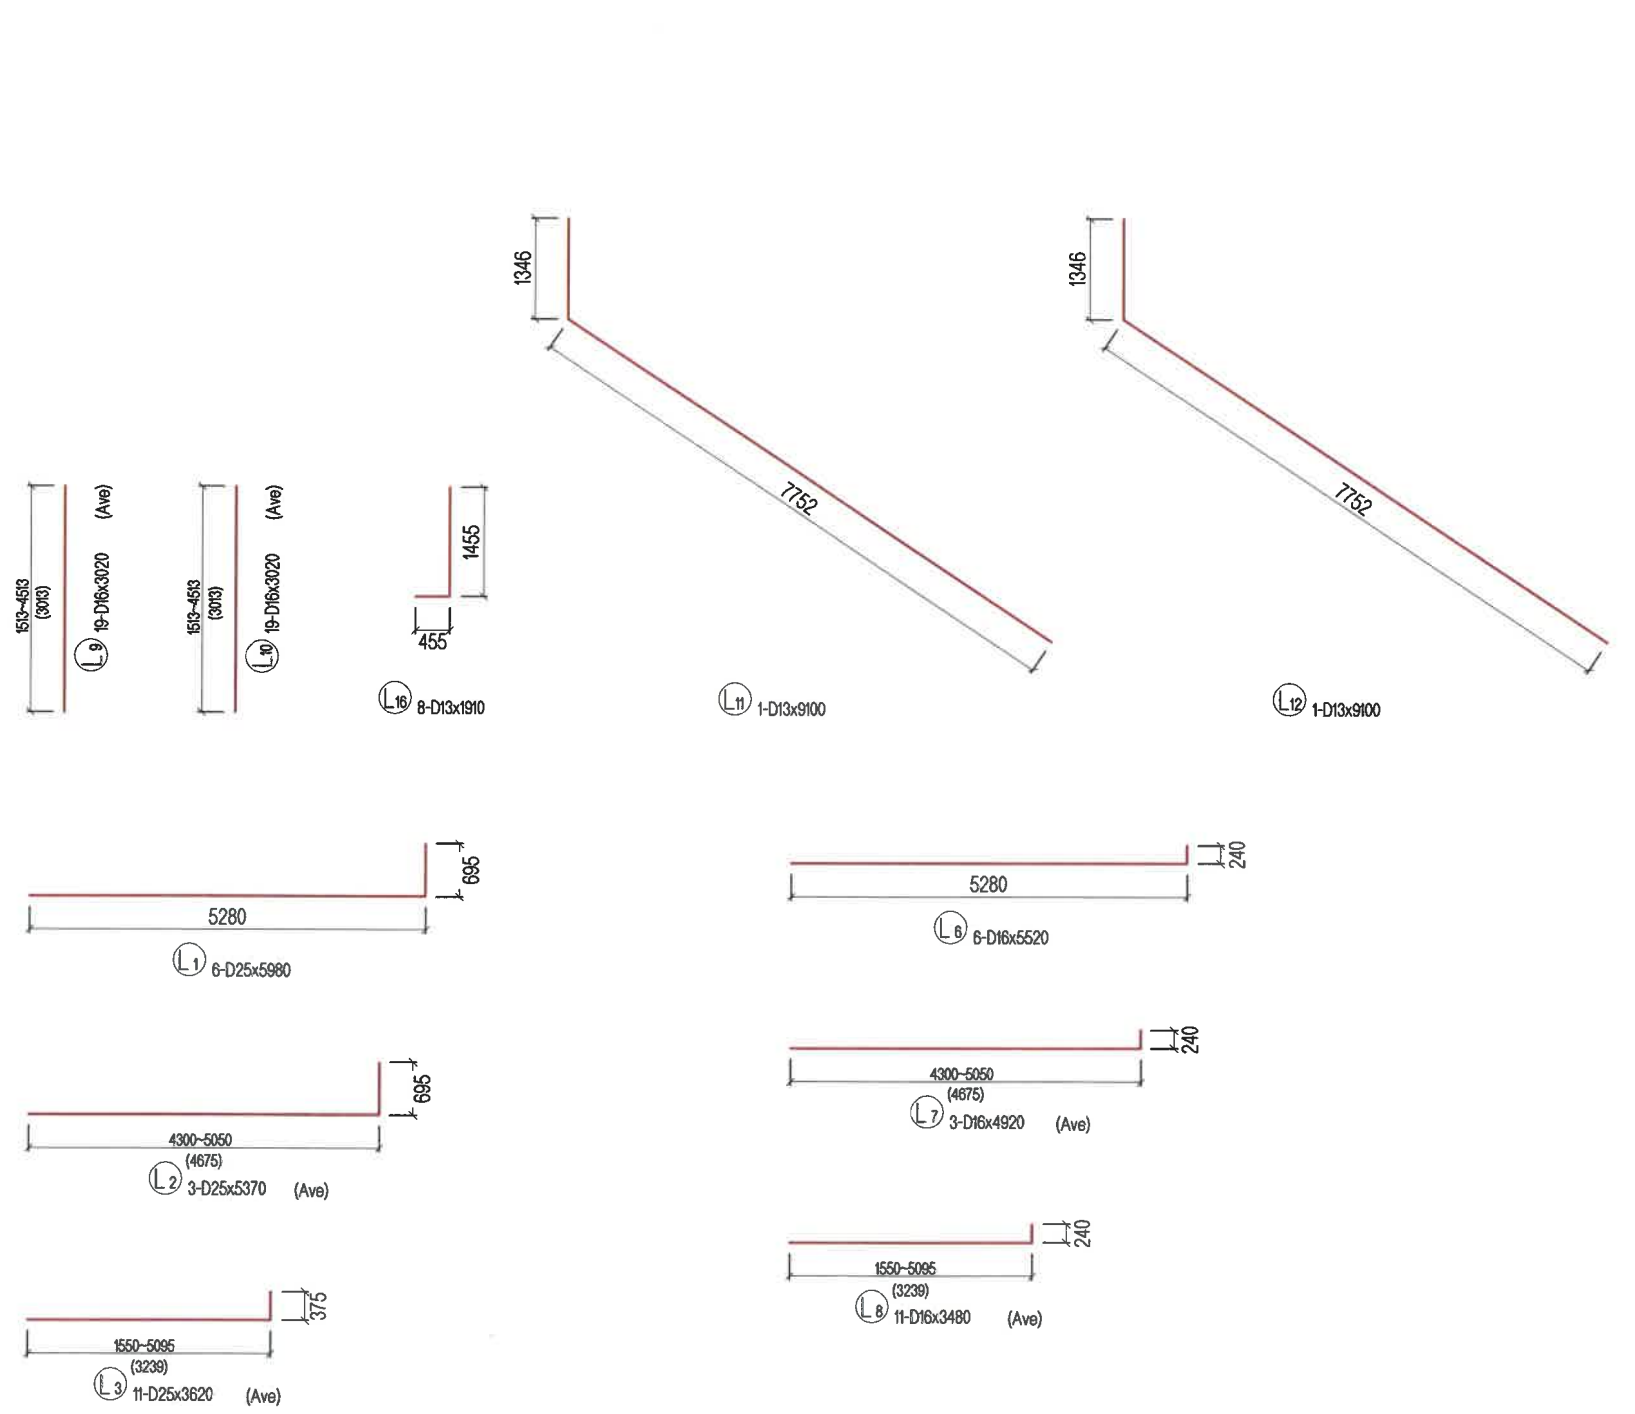 1346
7752
L11 1-D13x9100
1346
7752
L12 1-D13x9100
1513~4513
(3013)
L9 19-D16x3020 (Ave)
1513~4513
(3013)
L10 19-D16x3020 (Ave)
1455
455
L16 8-D13x1910
695
5280
L1 6-D25x5980
240
5280
L6 6-D16x5520
695
4300~5050
(4675)
L2 3-D25x5370 (Ave)
240
4300~5050
(4675)
L7 3-D16x4920 (Ave)
375
1550~5095
(3239)
L3 11-D25x3620 (Ave)
240
1550~5095
(3239)
L8 11-D16x3480 (Ave)